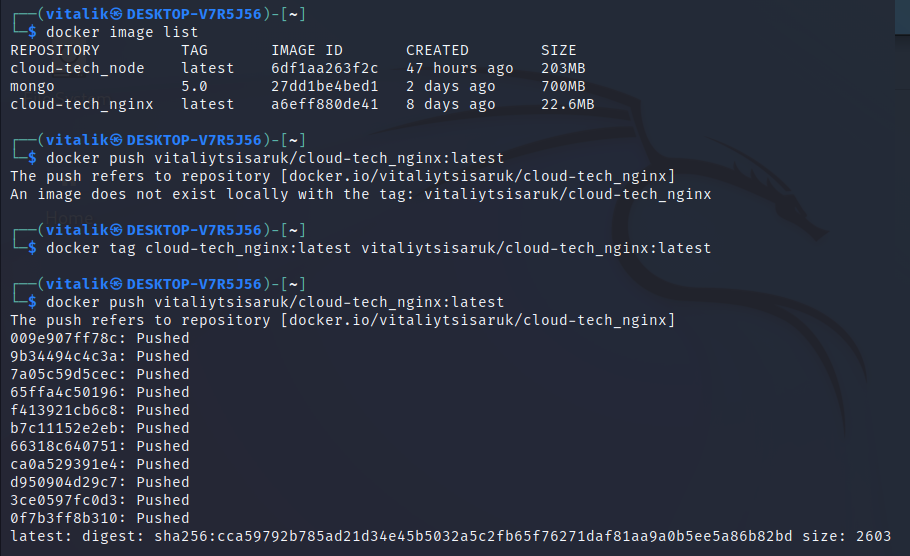 ┌──(vitalik㉿DESKTOP-V7R5J56)-[~]
└─$ docker image list
REPOSITORY         TAG       IMAGE ID       CREATED        SIZE
cloud-tech_node    latest    6df1aa263f2c   47 hours ago   203MB
mongo              5.0       27dd1be4bed1   2 days ago     700MB
cloud-tech_nginx   latest    a6eff880de41   8 days ago     22.6MB
┌──(vitalik㉿DESKTOP-V7R5J56)-[~]
└─$ docker push vitaliytsisaruk/cloud-tech_nginx:latest
The push refers to repository [docker.io/vitaliytsisaruk/cloud-tech_nginx]
An image does not exist locally with the tag: vitaliytsisaruk/cloud-tech_nginx
┌──(vitalik㉿DESKTOP-V7R5J56)-[~]
└─$ docker tag cloud-tech_nginx:latest vitaliytsisaruk/cloud-tech_nginx:latest
┌──(vitalik㉿DESKTOP-V7R5J56)-[~]
└─$ docker push vitaliytsisaruk/cloud-tech_nginx:latest
The push refers to repository [docker.io/vitaliytsisaruk/cloud-tech_nginx]
009e907ff78c: Pushed
9b34494c4c3a: Pushed
7a05c59d5cec: Pushed
65ffa4c50196: Pushed
f413921cb6c8: Pushed
b7c11152e2eb: Pushed
66318c640751: Pushed
ca0a529391e4: Pushed
d950904d29c7: Pushed
3ce0597fc0d3: Pushed
0f7b3ff8b310: Pushed
latest: digest: sha256:cca59792b785ad21d34e45b5032a5c2fb65f76271daf81aa9a0b5ee5a86b82bd size: 2603